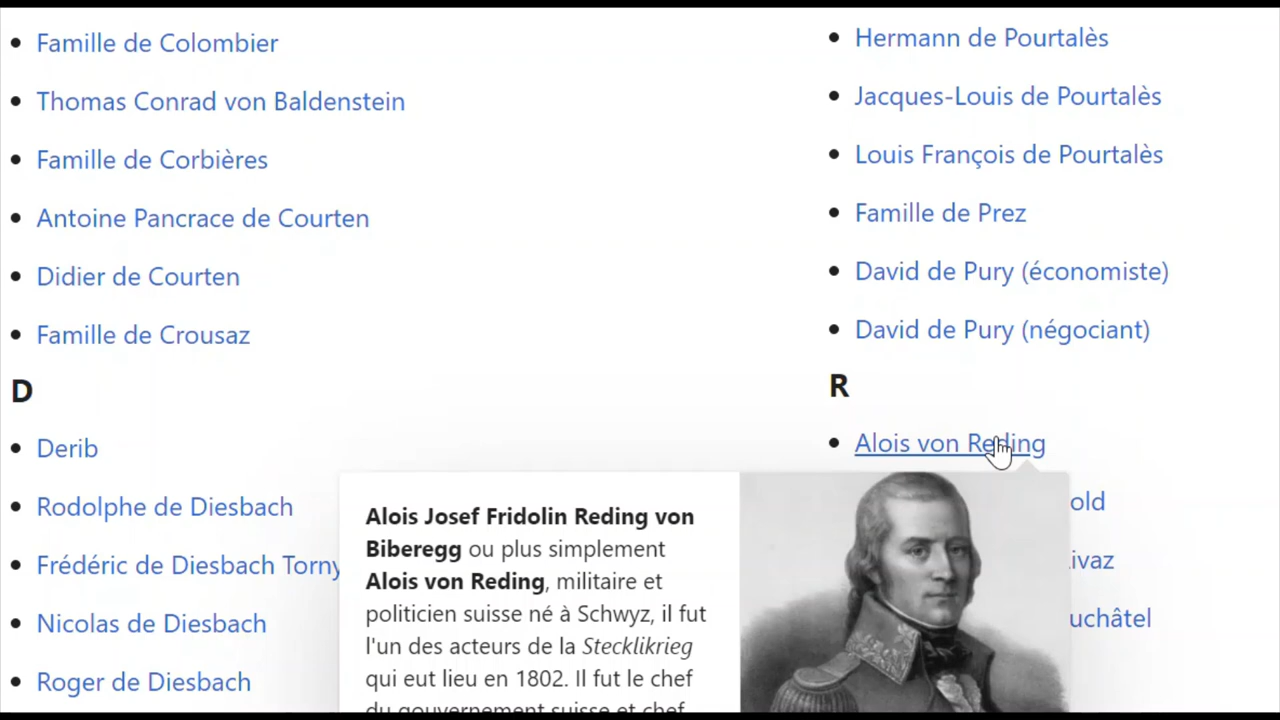 Famille de Colombier
Thomas Conrad von Baldenstein
Famille de Corbières
Antoine Pancrace de Courten
Didier de Courten
Famille de Crousaz
D
Derib
Rodolphe de Diesbach
Frédéric de Diesbach Torny
Nicolas de Diesbach
Roger de Diesbach
Hermann de Pourtalès
Jacques-Louis de Pourtalès
Louis François de Pourtalès
Famille de Prez
David de Pury (économiste)
David de Pury (négociant)
R
Alois von Reding
old
ivaz
uchâtel
Alois Josef Fridolin Reding von
Biberegg ou plus simplement
Alois von Reding, militaire et
politicien suisse né à Schwyz, il fut
l'un des acteurs de la Stecklikrieg
qui eut lieu en 1802. Il fut le chef
du gouvernement suisse et chef